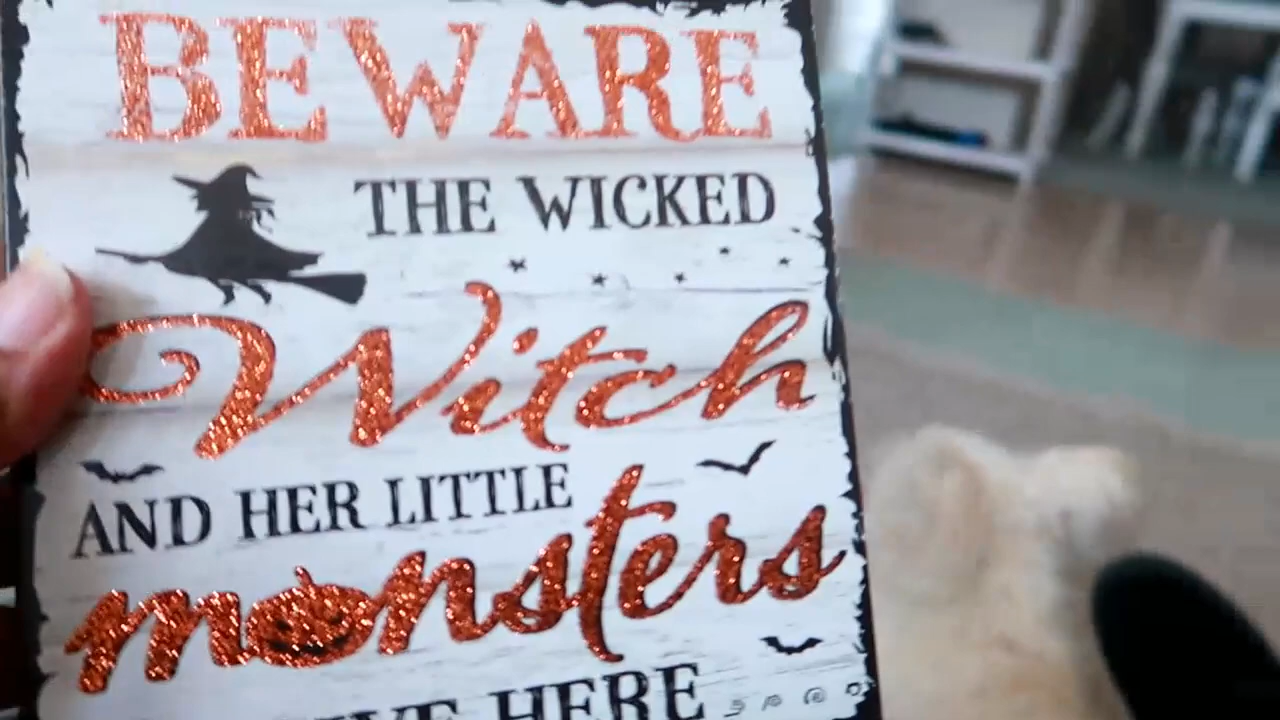 BEWARE
THE WICKED
Witch
AND HER LITTLE
monsters
HERE